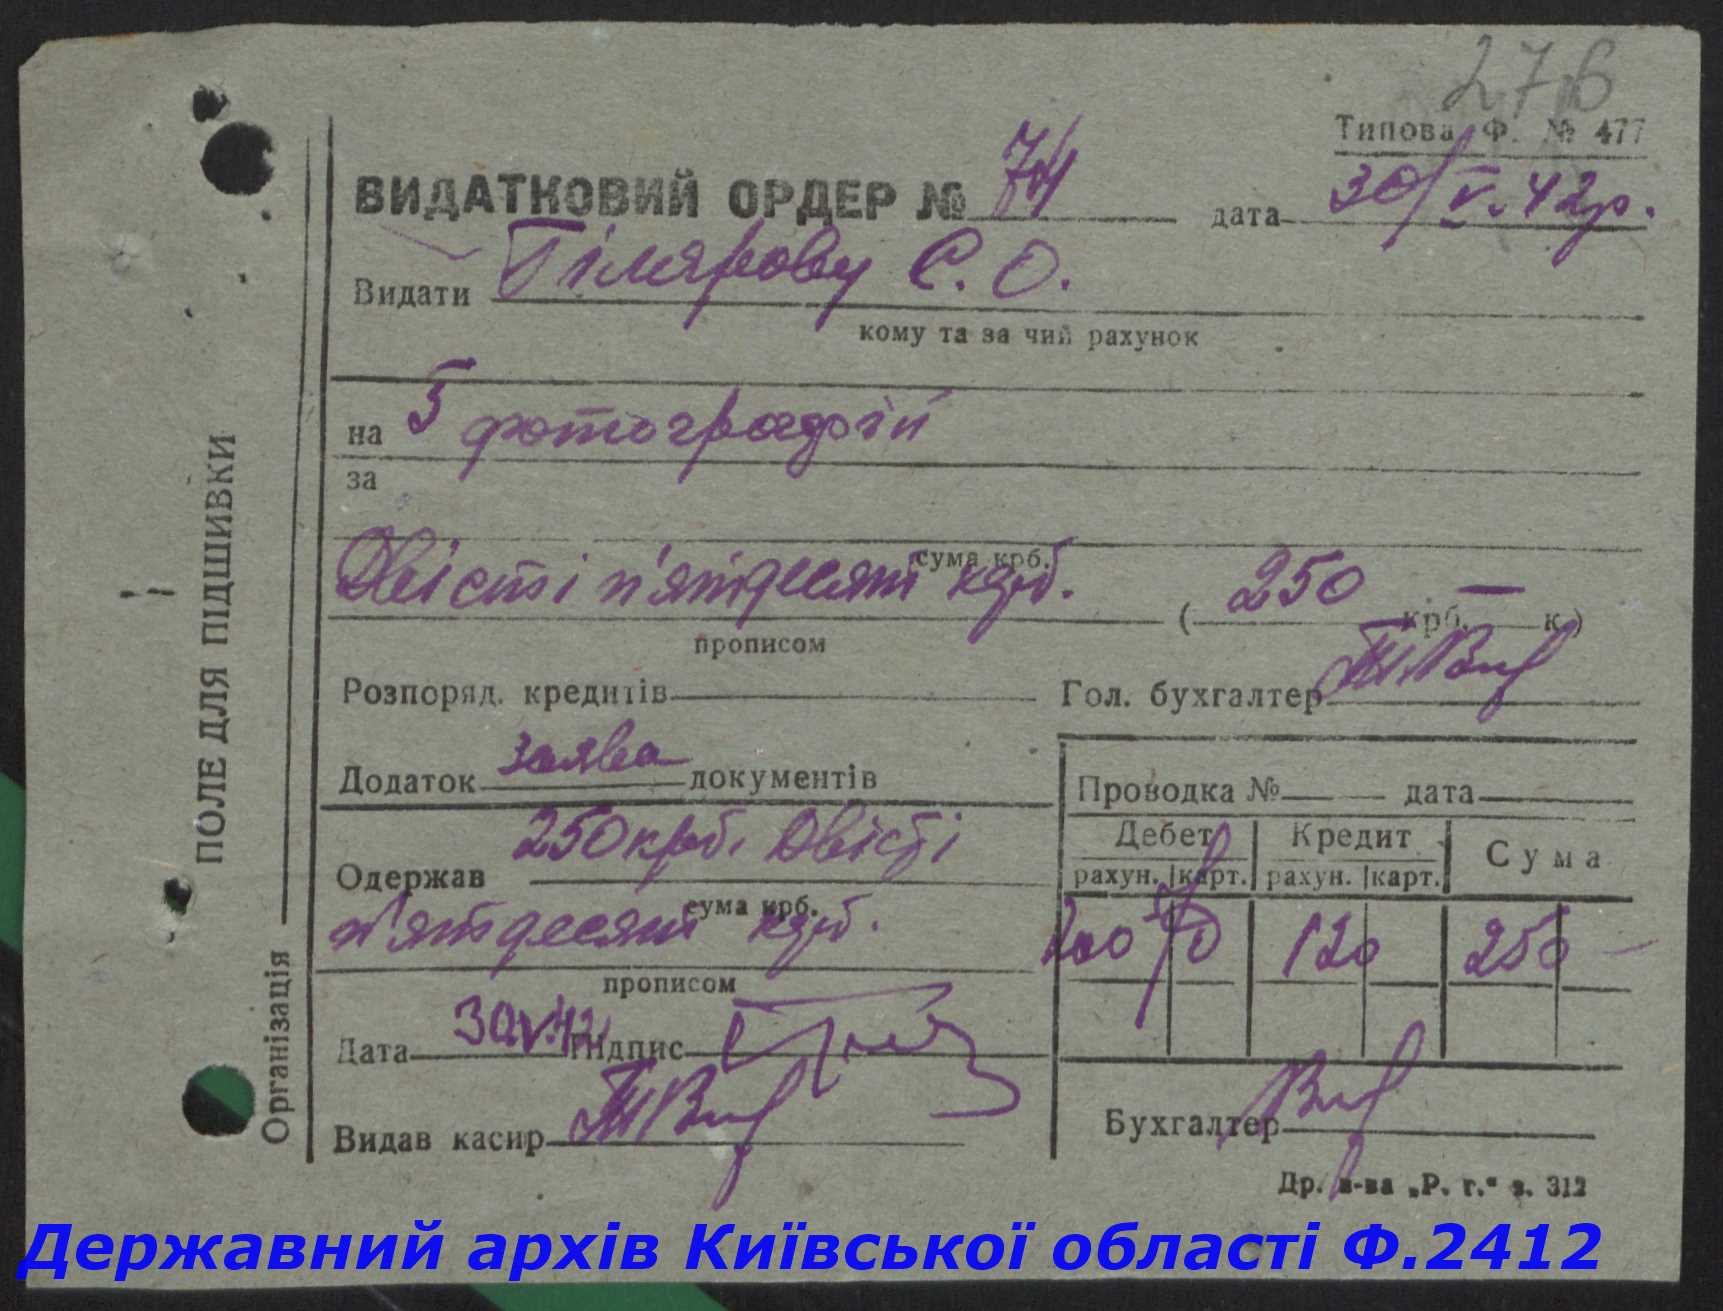 276
Типова Ф. № 477
ВИДАТКОВИЙ ОРДЕР № 74 дата 30/V.42р.
Видати Гілярову С. О.
кому та за чий рахунок
на 5 фотографій
за
сума крб.
Двісті п'ятдесят крб. (250 крб. — к.)
прописом
Розпоряд. кредитів Гол. бухгалтер
Додаток заява документів
Проводка № дата
Дебет Кредит Сума
рахун. карт. рахун. карт.
Одержав 250 крб. Двісті
сума крб.
п'ятдесят крб.
200 70 120 250 —
прописом
Дата 30.V.42 Підпис
Видав касир
Бухгалтер
Др. в-ва „Р. г.“ з. 312
ПОЛЕ ДЛЯ ПІДШИВКИ
Організація
Державний архів Київської області Ф.2412